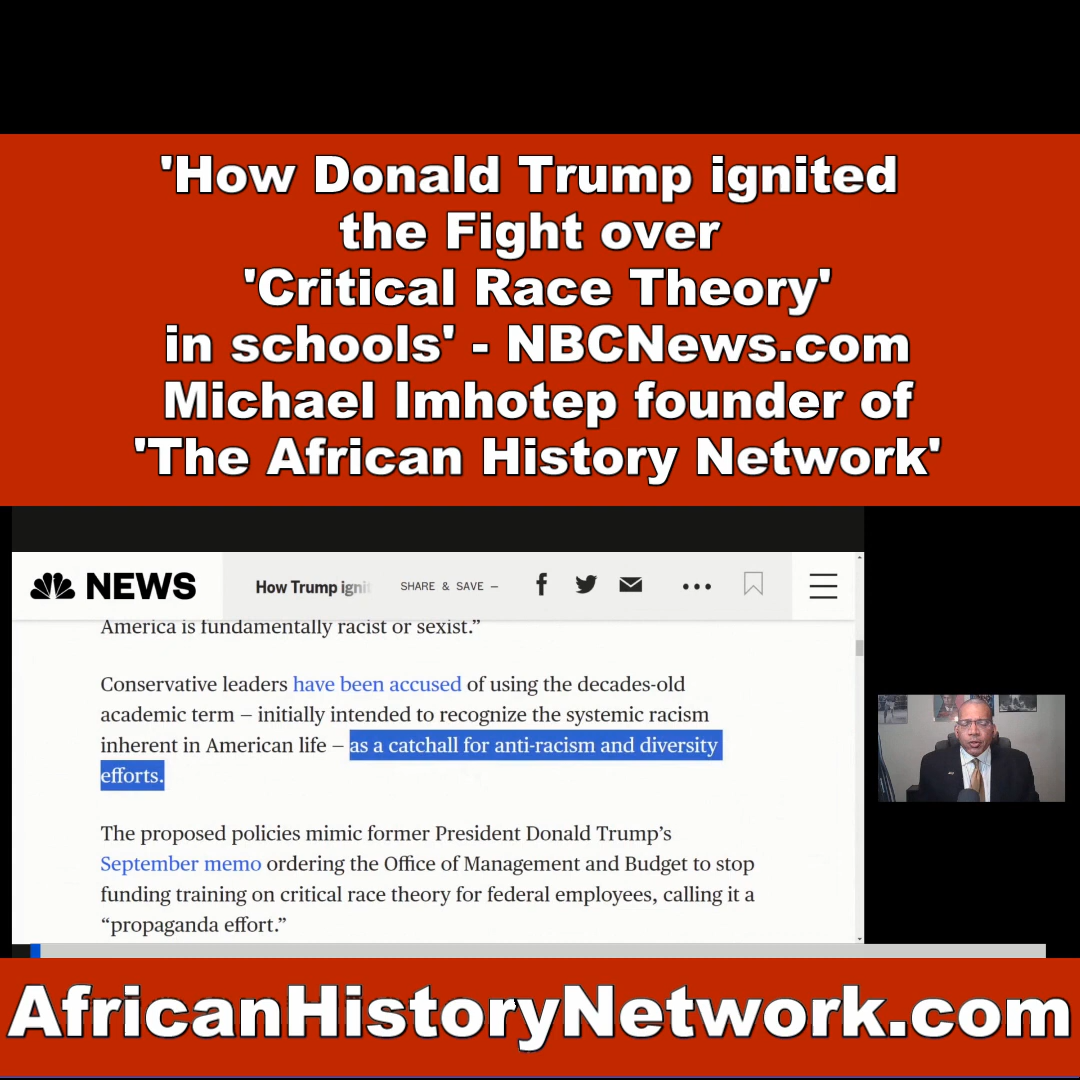 'How Donald Trump ignited
the Fight over
'Critical Race Theory'
in schools' - NBCNews.com
Michael Imhotep founder of
'The African History Network'
NEWS How Trump ignit SHARE & SAVE –
America is fundamentally racist or sexist.”
Conservative leaders have been accused of using the decades-old
academic term – initially intended to recognize the systemic racism
inherent in American life – as a catchall for anti-racism and diversity
efforts.
The proposed policies mimic former President Donald Trump’s
September memo ordering the Office of Management and Budget to stop
funding training on critical race theory for federal employees, calling it a
“propaganda effort.”
AfricanHistoryNetwork.com